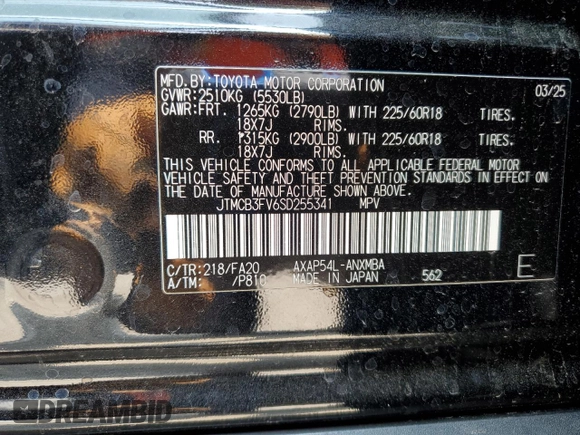 MFD.BY:TOYOTA MOTOR CORPORATION 03/25
GVWR:2510KG (5530LB)
GAWR:FRT. 1265KG (2790LB) WITH 225/60R18 TIRES.
18X7J RIMS.
RR. 1315KG (2900LB) WITH 225/60R18 TIRES.
18X7J RIMS.
THIS VEHICLE CONFORMS TO ALL APPLICABLE FEDERAL MOTOR
VEHICLE SAFETY AND THEFT PREVENTION STANDARDS IN EFFECT
ON THE DATE OF MANUFACTURE SHOWN ABOVE.
JTMCB3FV6SD255341 MPV
C/TR:218/FA20 AXAP54L-ANXMBA
A/TM: /P810 MADE IN JAPAN 562 E
DREAMBID